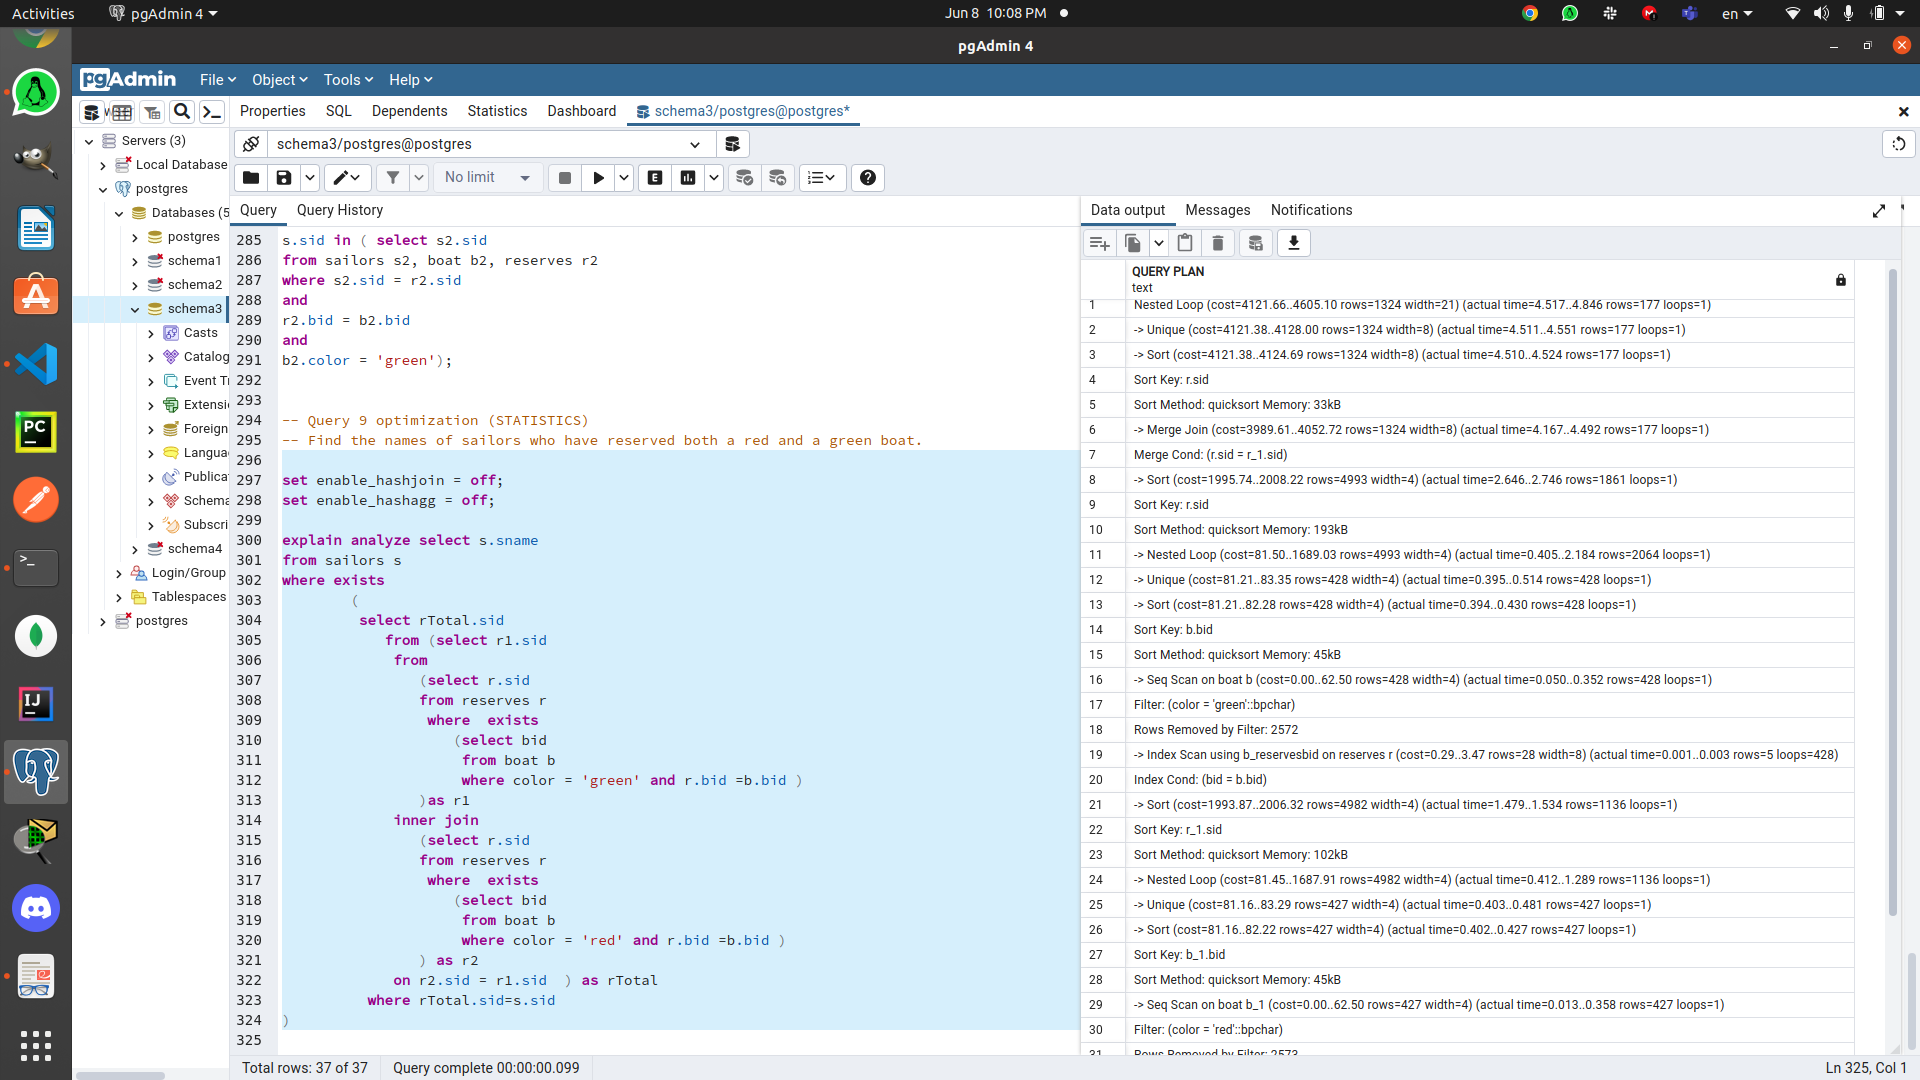 Activities
pgAdmin 4
Jun 8 10:08 PM
en
pgAdmin 4
pgAdmin
File
Object
Tools
Help
Properties
SQL
Dependents
Statistics
Dashboard
schema3/postgres@postgres*
Servers (3)
Local Database
postgres
Databases (5
postgres
schema1
schema2
schema3
Casts
Catalog
Event Tr
Extensi
Foreign
Langua
Publica
Schema
Subscri
schema4
Login/Group
Tablespaces
postgres
schema3/postgres@postgres
No limit
E
Query
Query History
285 s.sid in ( select s2.sid
286 from sailors s2, boat b2, reserves r2
287 where s2.sid = r2.sid
288 and
289 r2.bid = b2.bid
290 and
291 b2.color = 'green');
292
293
294 -- Query 9 optimization (STATISTICS)
295 -- Find the names of sailors who have reserved both a red and a green boat.
296
297 set enable_hashjoin = off;
298 set enable_hashagg = off;
299
300 explain analyze select s.sname
301 from sailors s
302 where exists
303 (
304 select rTotal.sid
305 from (select r1.sid
306 from
307 (select r.sid
308 from reserves r
309 where  exists
310 (select bid
311 from boat b
312 where color = 'green' and r.bid =b.bid )
313 )as r1
314 inner join
315 (select r.sid
316 from reserves r
317 where  exists
318 (select bid
319 from boat b
320 where color = 'red' and r.bid =b.bid )
321 ) as r2
322 on r2.sid = r1.sid  ) as rTotal
323 where rTotal.sid=s.sid
324 )
325
Data output
Messages
Notifications
QUERY PLAN
text
1 Nested Loop (cost=4121.66..4605.10 rows=1324 width=21) (actual time=4.517..4.846 rows=177 loops=1)
2 -> Unique (cost=4121.38..4128.00 rows=1324 width=8) (actual time=4.511..4.551 rows=177 loops=1)
3 -> Sort (cost=4121.38..4124.69 rows=1324 width=8) (actual time=4.510..4.524 rows=177 loops=1)
4 Sort Key: r.sid
5 Sort Method: quicksort Memory: 33kB
6 -> Merge Join (cost=3989.61..4052.72 rows=1324 width=8) (actual time=4.167..4.492 rows=177 loops=1)
7 Merge Cond: (r.sid = r_1.sid)
8 -> Sort (cost=1995.74..2008.22 rows=4993 width=4) (actual time=2.646..2.746 rows=1861 loops=1)
9 Sort Key: r.sid
10 Sort Method: quicksort Memory: 193kB
11 -> Nested Loop (cost=81.50..1689.03 rows=4993 width=4) (actual time=0.405..2.184 rows=2064 loops=1)
12 -> Unique (cost=81.21..83.35 rows=428 width=4) (actual time=0.395..0.514 rows=428 loops=1)
13 -> Sort (cost=81.21..82.28 rows=428 width=4) (actual time=0.394..0.430 rows=428 loops=1)
14 Sort Key: b.bid
15 Sort Method: quicksort Memory: 45kB
16 -> Seq Scan on boat b (cost=0.00..62.50 rows=428 width=4) (actual time=0.050..0.352 rows=428 loops=1)
17 Filter: (color = 'green'::bpchar)
18 Rows Removed by Filter: 2572
19 -> Index Scan using b_reservesbid on reserves r (cost=0.29..3.47 rows=28 width=8) (actual time=0.001..0.003 rows=5 loops=428)
20 Index Cond: (bid = b.bid)
21 -> Sort (cost=1993.87..2006.32 rows=4982 width=4) (actual time=1.479..1.534 rows=1136 loops=1)
22 Sort Key: r_1.sid
23 Sort Method: quicksort Memory: 102kB
24 -> Nested Loop (cost=81.45..1687.91 rows=4982 width=4) (actual time=0.412..1.289 rows=1136 loops=1)
25 -> Unique (cost=81.16..83.29 rows=427 width=4) (actual time=0.403..0.481 rows=427 loops=1)
26 -> Sort (cost=81.16..82.22 rows=427 width=4) (actual time=0.402..0.427 rows=427 loops=1)
27 Sort Key: b_1.bid
28 Sort Method: quicksort Memory: 45kB
29 -> Seq Scan on boat b_1 (cost=0.00..62.50 rows=427 width=4) (actual time=0.013..0.358 rows=427 loops=1)
30 Filter: (color = 'red'::bpchar)
31 Rows Removed by Filter: 2573
Total rows: 37 of 37
Query complete 00:00:00.099
Ln 325, Col 1